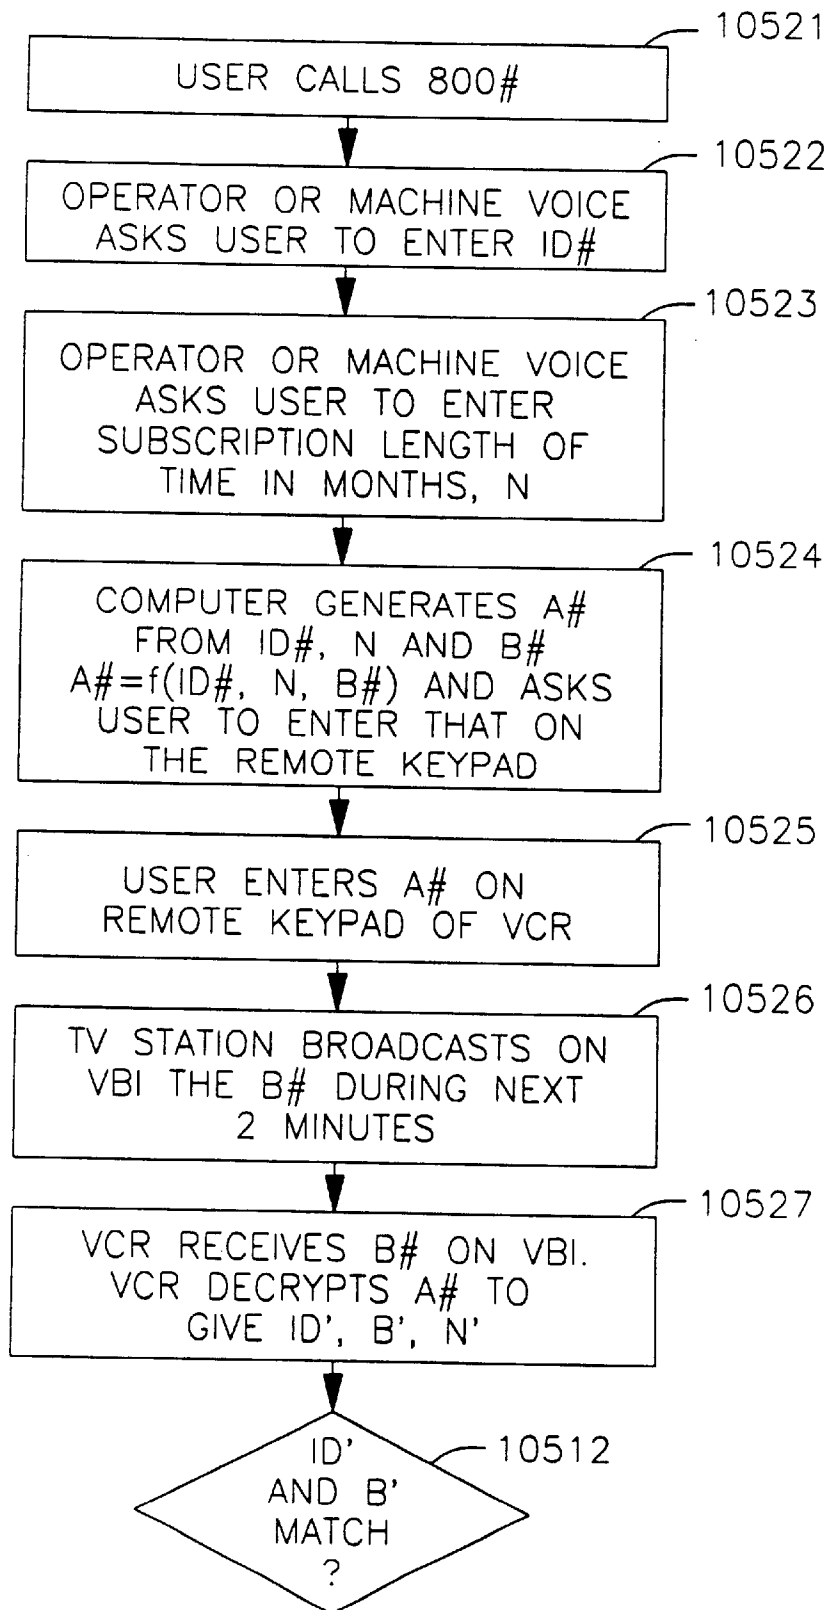 10521
USER CALLS 800#
10522
OPERATOR OR MACHINE VOICE
ASKS USER TO ENTER ID#
10523
OPERATOR OR MACHINE VOICE
ASKS USER TO ENTER
SUBSCRIPTION LENGTH OF
TIME IN MONTHS, N
10524
COMPUTER GENERATES A#
FROM ID#, N AND B#
A#=f(ID#, N, B#) AND ASKS
USER TO ENTER THAT ON
THE REMOTE KEYPAD
10525
USER ENTERS A# ON
REMOTE KEYPAD OF VCR
10526
TV STATION BROADCASTS ON
VBI THE B# DURING NEXT
2 MINUTES
10527
VCR RECEIVES B# ON VBI.
VCR DECRYPTS A# TO
GIVE ID', B', N'
10512
ID'
AND B'
MATCH
?